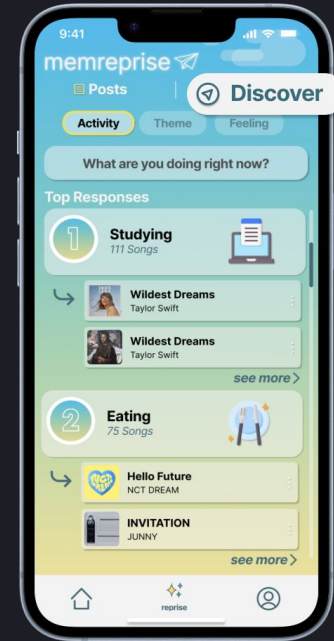 9:41
memreprise
Posts
Discover
Activity
Theme
Feeling
What are you doing right now?
Top Responses
1
Studying
111 Songs
Wildest Dreams
Taylor Swift
Wildest Dreams
Taylor Swift
see more
2
Eating
75 Songs
Hello Future
NCT DREAM
INVITATION
JUNNY
see more
reprise